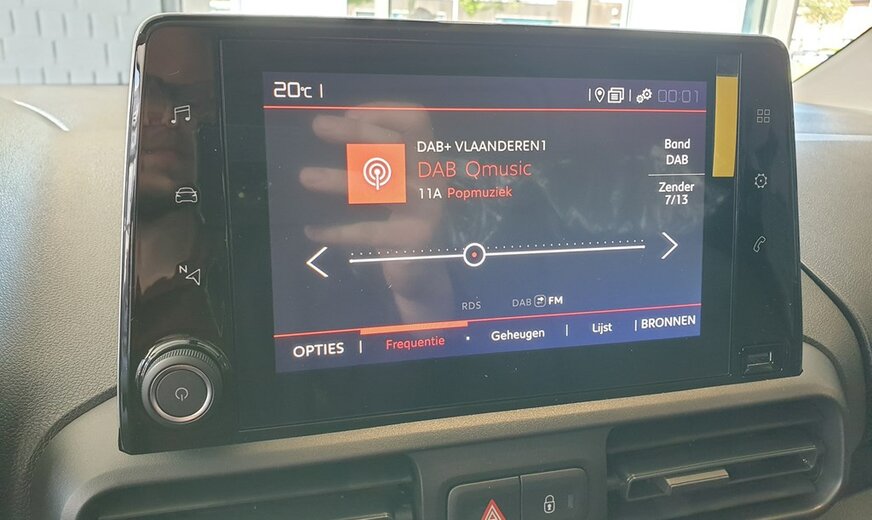 20°C
00:01
DAB+ VLAANDEREN1
DAB Qmusic
11A Popmuziek
Band
DAB
Zender
7/13
RDS
DAB FM
OPTIES | Frequentie Geheugen | Lijst | BRONNEN
N